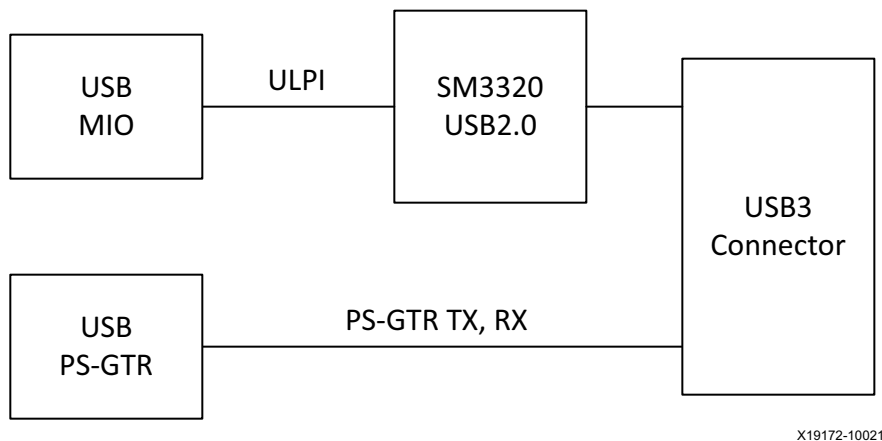 USB
MIO
ULPI
SM3320
USB2.0
USB3
Connector
USB
PS-GTR
PS-GTR TX, RX
X19172-10021